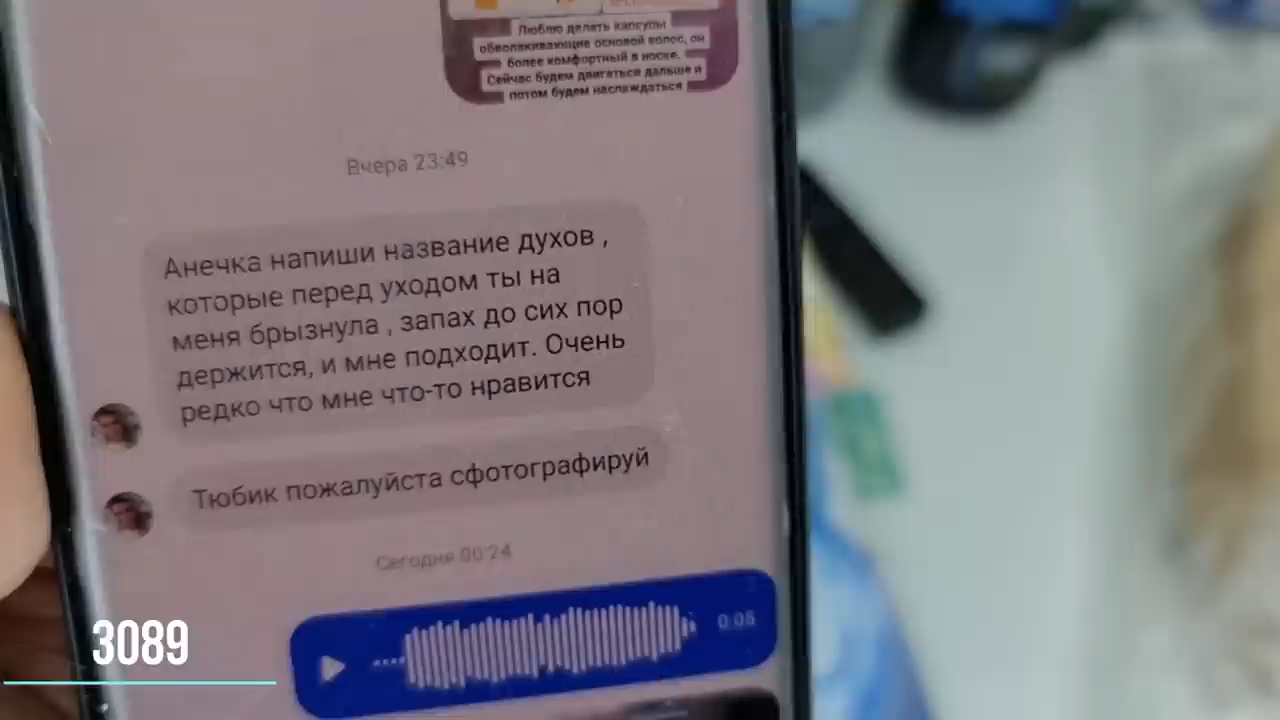 Люблю делать капсулы
обволакивающие основой волос, он
более комфортный в носке.
Сейчас будем двигаться дальше и
потом будем наслаждаться
Вчера 23:49
Анечка напиши название духов ,
которые перед уходом ты на
меня брызнула , запах до сих пор
держится, и мне подходит. Очень
редко что мне что-то нравится
Тюбик пожалуйста сфотографируй
Сегодня 00:24
0:05
3089